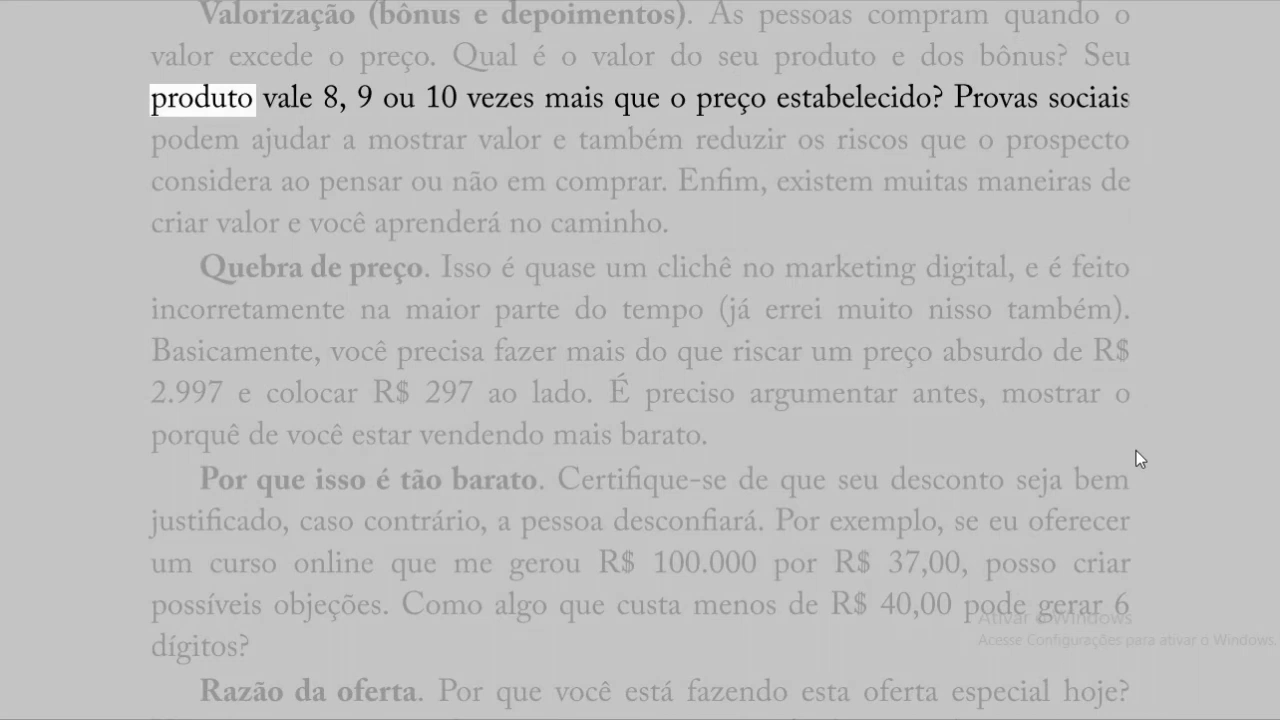 Valorização (bônus e depoimentos). As pessoas compram quando o
valor excede o preço. Qual é o valor do seu produto e dos bônus? Seu
produto vale 8, 9 ou 10 vezes mais que o preço estabelecido? Provas sociais
podem ajudar a mostrar valor e também reduzir os riscos que o prospecto
considera ao pensar ou não em comprar. Enfim, existem muitas maneiras de
criar valor e você aprenderá no caminho.
Quebra de preço. Isso é quase um clichê no marketing digital, e é feito
incorretamente na maior parte do tempo (já errei muito nisso também).
Basicamente, você precisa fazer mais do que riscar um preço absurdo de R$
2.997 e colocar R$ 297 ao lado. É preciso argumentar antes, mostrar o
porquê de você estar vendendo mais barato.
Por que isso é tão barato. Certifique-se de que seu desconto seja bem
justificado, caso contrário, a pessoa desconfiará. Por exemplo, se eu oferecer
um curso online que me gerou R$ 100.000 por R$ 37,00, posso criar
possíveis objeções. Como algo que custa menos de R$ 40,00 pode gerar 6
dígitos?
Ativar o Windows
Acesse Configurações para ativar o Windows.
Razão da oferta. Por que você está fazendo esta oferta especial hoje?